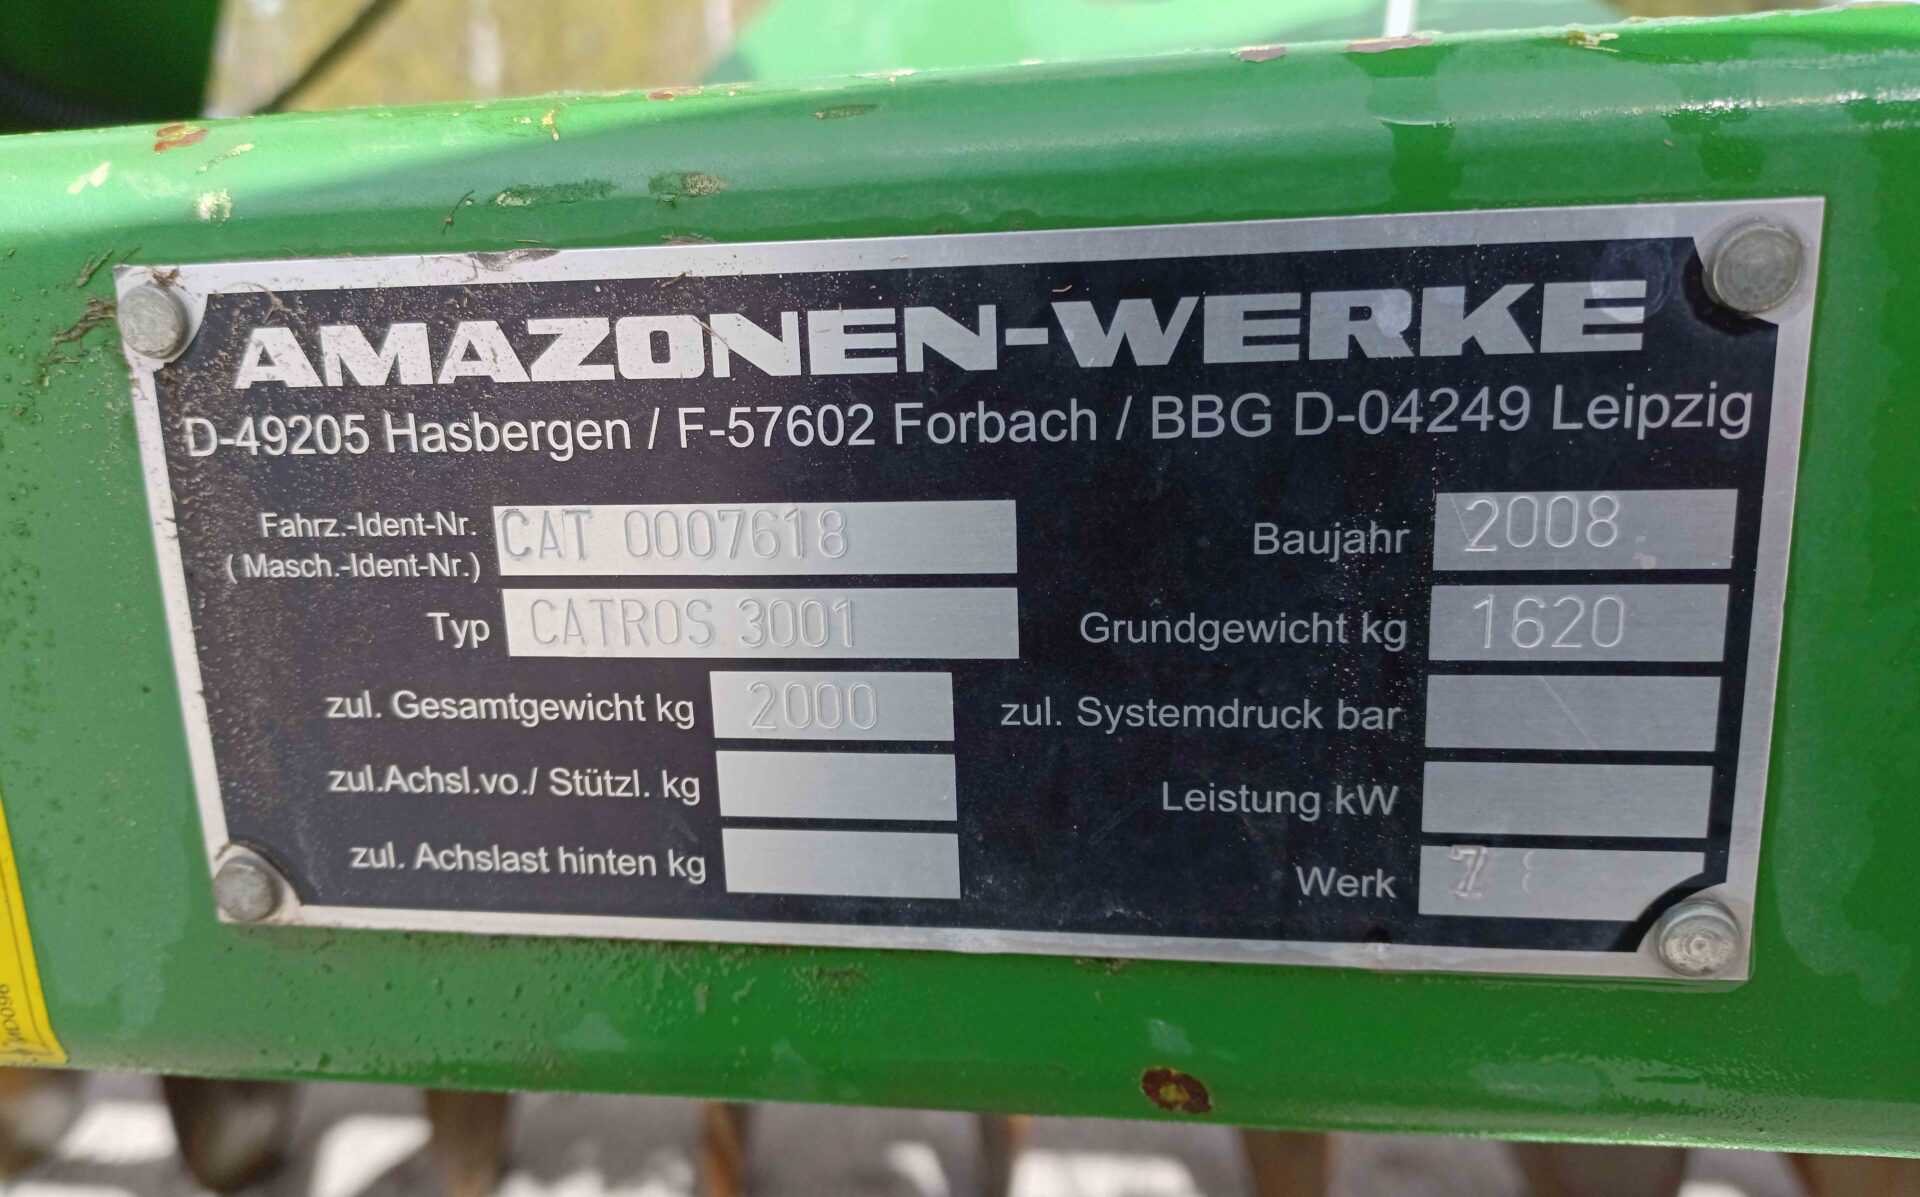 AMAZONEN-WERKE
D-49205 Hasbergen / F-57602 Forbach / BBG D-04249 Leipzig
Fahrz.-Ident-Nr.
(Masch.-Ident-Nr.)
CAT 0007618
Typ CATROS 3001
zul. Gesamtgewicht kg 2000
zul.Achsl.vo./ Stützl. kg
zul. Achslast hinten kg
Baujahr 2008
Grundgewicht kg 1620
zul. Systemdruck bar
Leistung kW
Werk 7
MD096